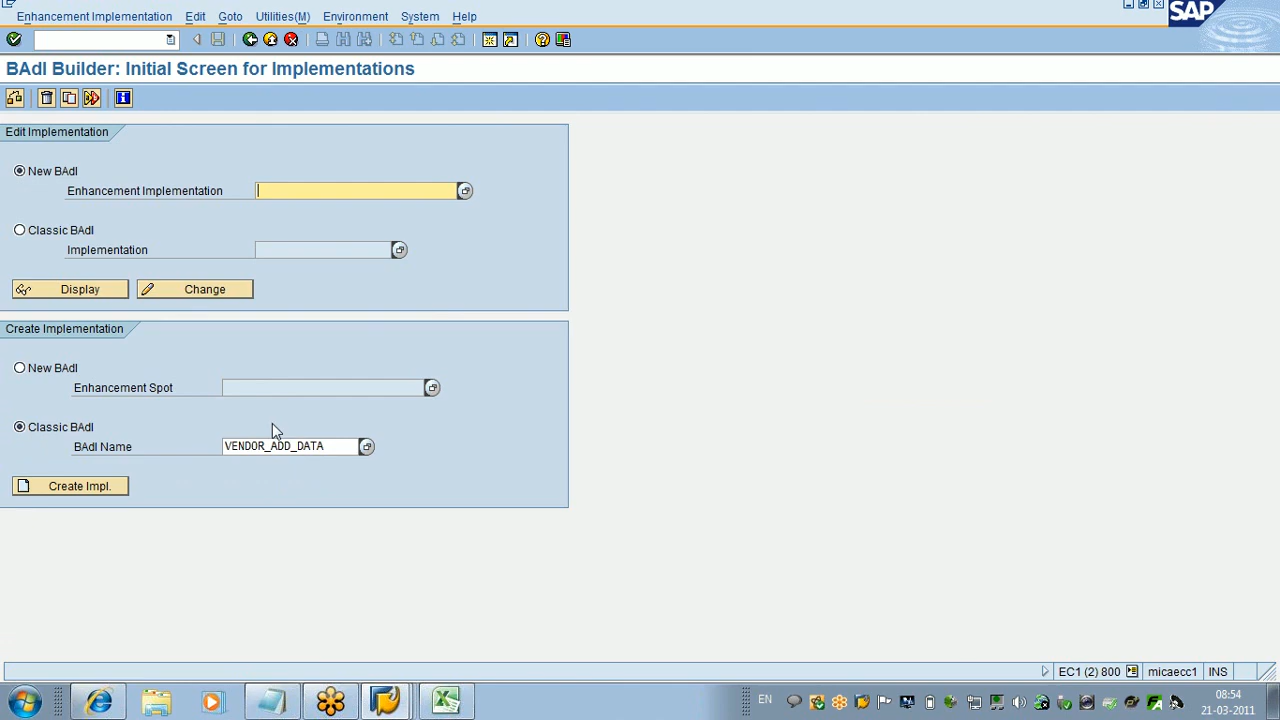 Enhancement Implementation Edit Goto Utilities(M) Environment System Help
SAP
BAdI Builder: Initial Screen for Implementations
Edit Implementation
New BAdI
Enhancement Implementation
Classic BAdI
Implementation
Display Change
Create Implementation
New BAdI
Enhancement Spot
Classic BAdI
BAdI Name VENDOR_ADD_DATA
Create Impl.
EC1 (2) 800 micaecc1 INS
EN 08:54
21-03-2011